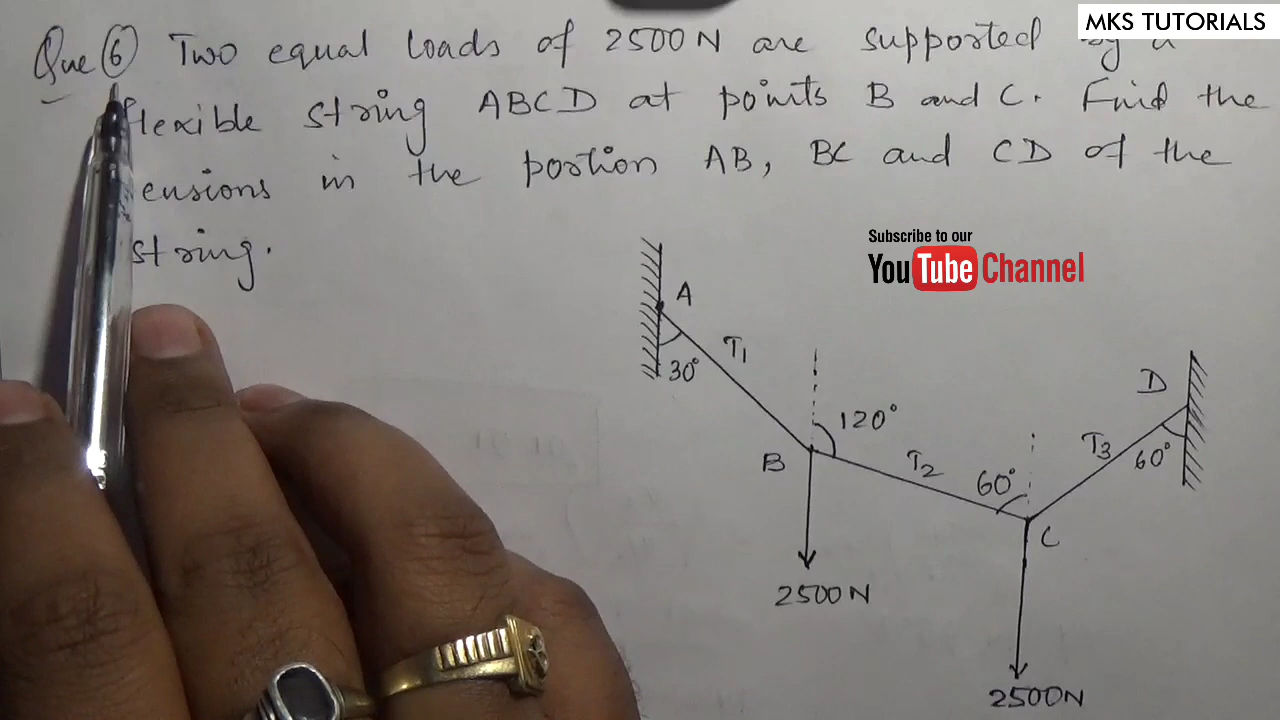 MKS TUTORIALS
Que 6 Two equal loads of 2500 N are supported by a
flexible string ABCD at points B and C. Find the
ensions in the portion AB, BC and CD of the
string.
Subscribe to our
YouTube Channel
A
T1
30°
D
120°
B
T2
60°
T3
60°
C
2500N
2500N